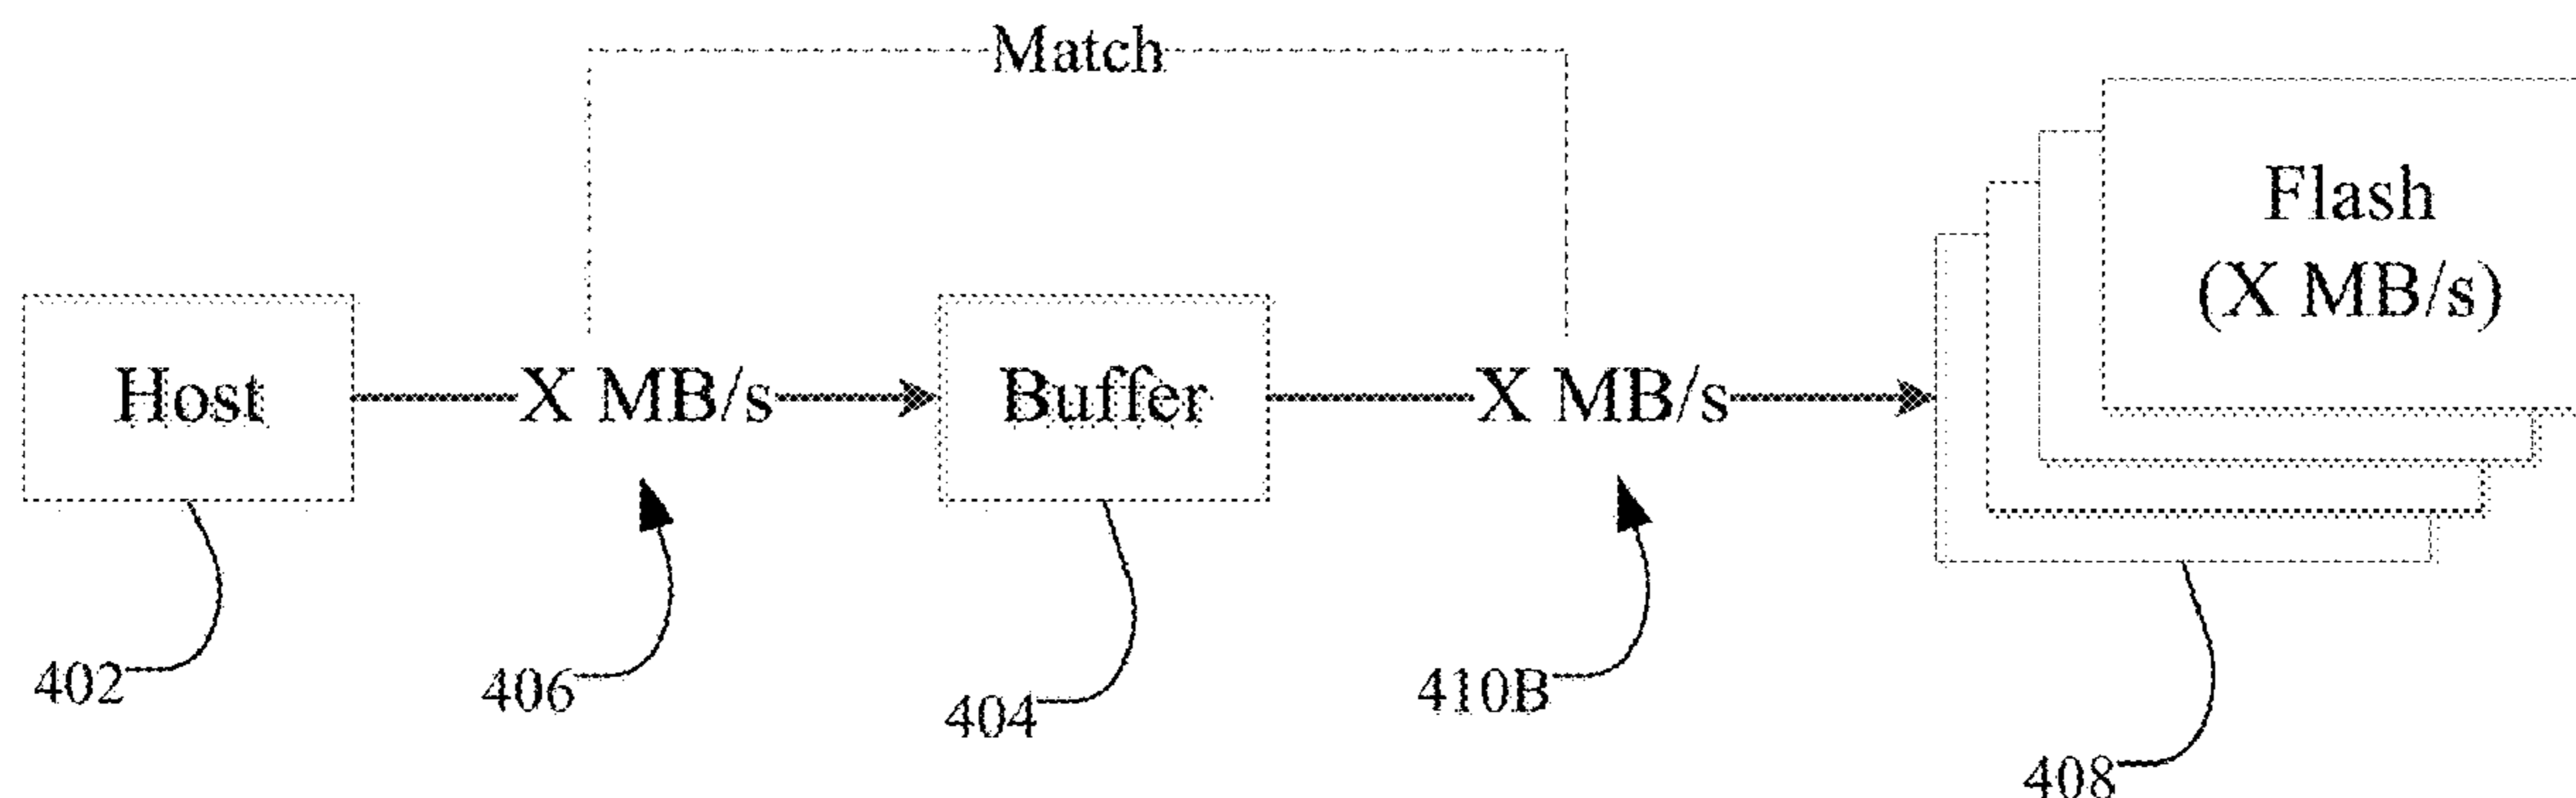 Match
Flash
(X MB/s)
Host
X MB/s
Buffer
X MB/s
402
406
404
410B
408